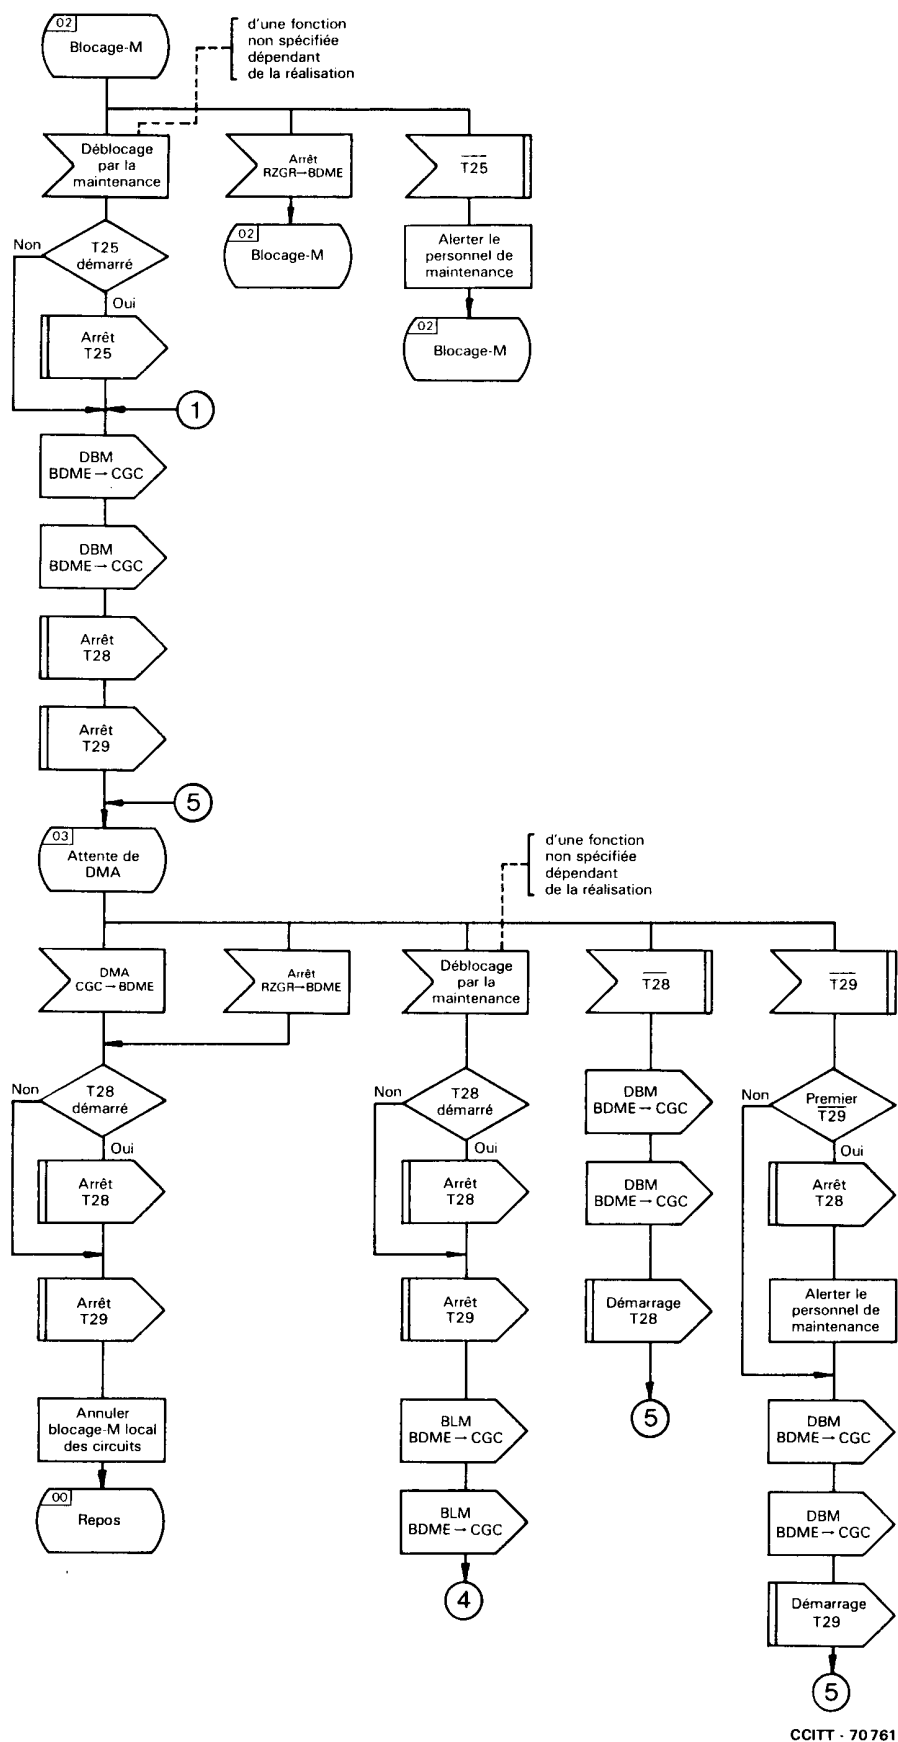 02
Blocage-M
d'une fonction
non spécifiée
dépendant
de la réalisation
Déblocage
par la
maintenance
Arrêt
RZGR→BDME
T25
T25
démarré
Non
Oui
02
Blocage-M
Alerter le
personnel de
maintenance
Arrêt
T25
02
Blocage-M
1
DBM
BDME→CGC
DBM
BDME→CGC
Arrêt
T28
Arrêt
T29
5
03
Attente de
DMA
d'une fonction
non spécifiée
dépendant
de la réalisation
DMA
CGC→BDME
Arrêt
RZGR→BDME
Déblocage
par la
maintenance
T28
T29
Non
T28
démarré
Oui
Non
T28
démarré
Oui
DBM
BDME→CGC
Non
Premier
T29
Oui
Arrêt
T28
Arrêt
T28
DBM
BDME→CGC
Arrêt
T28
Arrêt
T29
Arrêt
T29
Démarrage
T28
Alerter le
personnel de
maintenance
Annuler
blocage-M local
des circuits
BLM
BDME→CGC
5
DBM
BDME→CGC
00
Repos
BLM
BDME→CGC
DBM
BDME→CGC
4
Démarrage
T29
5
CCITT - 70761